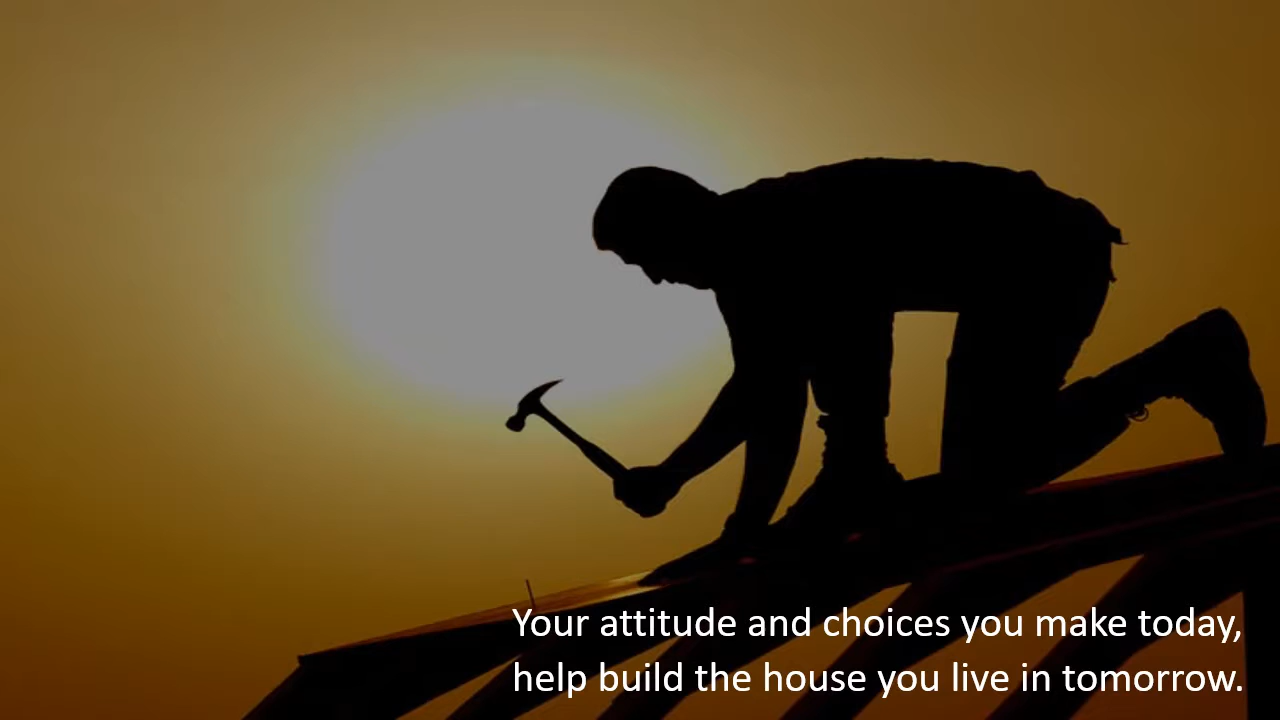 Your attitude and choices you make today,
help build the house you live in tomorrow.